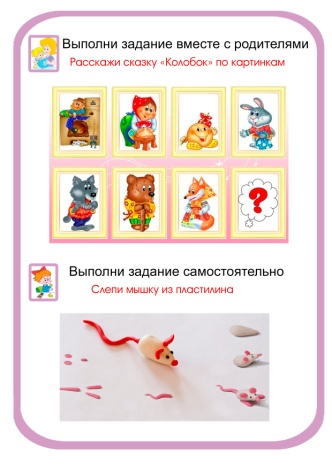 Выполни задание вместе с родителями
Расскажи сказку «Колобок» по картинкам
?
Выполни задание самостоятельно
Слепи мышку из пластилина